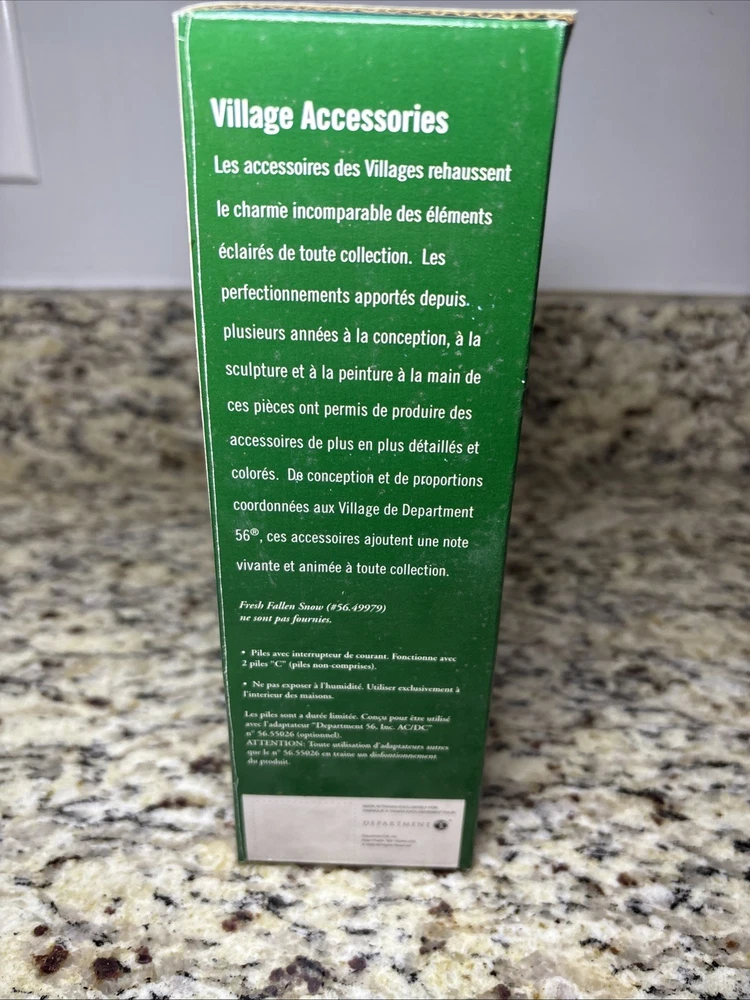 Village Accessories
Les accessoires des Villages rehaussent
le charme incomparable des éléments
éclairés de toute collection. Les
perfectionnements apportés depuis
plusieurs années à la conception, à la
sculpture et à la peinture à la main de
ces pièces ont permis de produire des
accessoires de plus en plus détaillés et
colorés. De conception et de proportions
coordonnées aux Village de Department
56®, ces accessoires ajoutent une note
vivante et animée à toute collection.
Fresh Fallen Snow (#56.49979)
ne sont pas fournies.
• Piles avec interrupteur de courant. Fonctionne avec
2 piles "C" (piles non-comprises).
• Ne pas exposer à l'humidité. Utiliser exclusivement à
l'interieur des maisons.
Les piles sont a durée limitée. Conçu pour être utilisé
avec l'adaptateur "Department 56, Inc. AC/DC"
n° 56.55026 (optionnel).
ATTENTION: Toute utilisation d'adaptateurs autres
que le n° 56.55026 en traine un disfontionnement
du produit.
DEPARTMENT 56